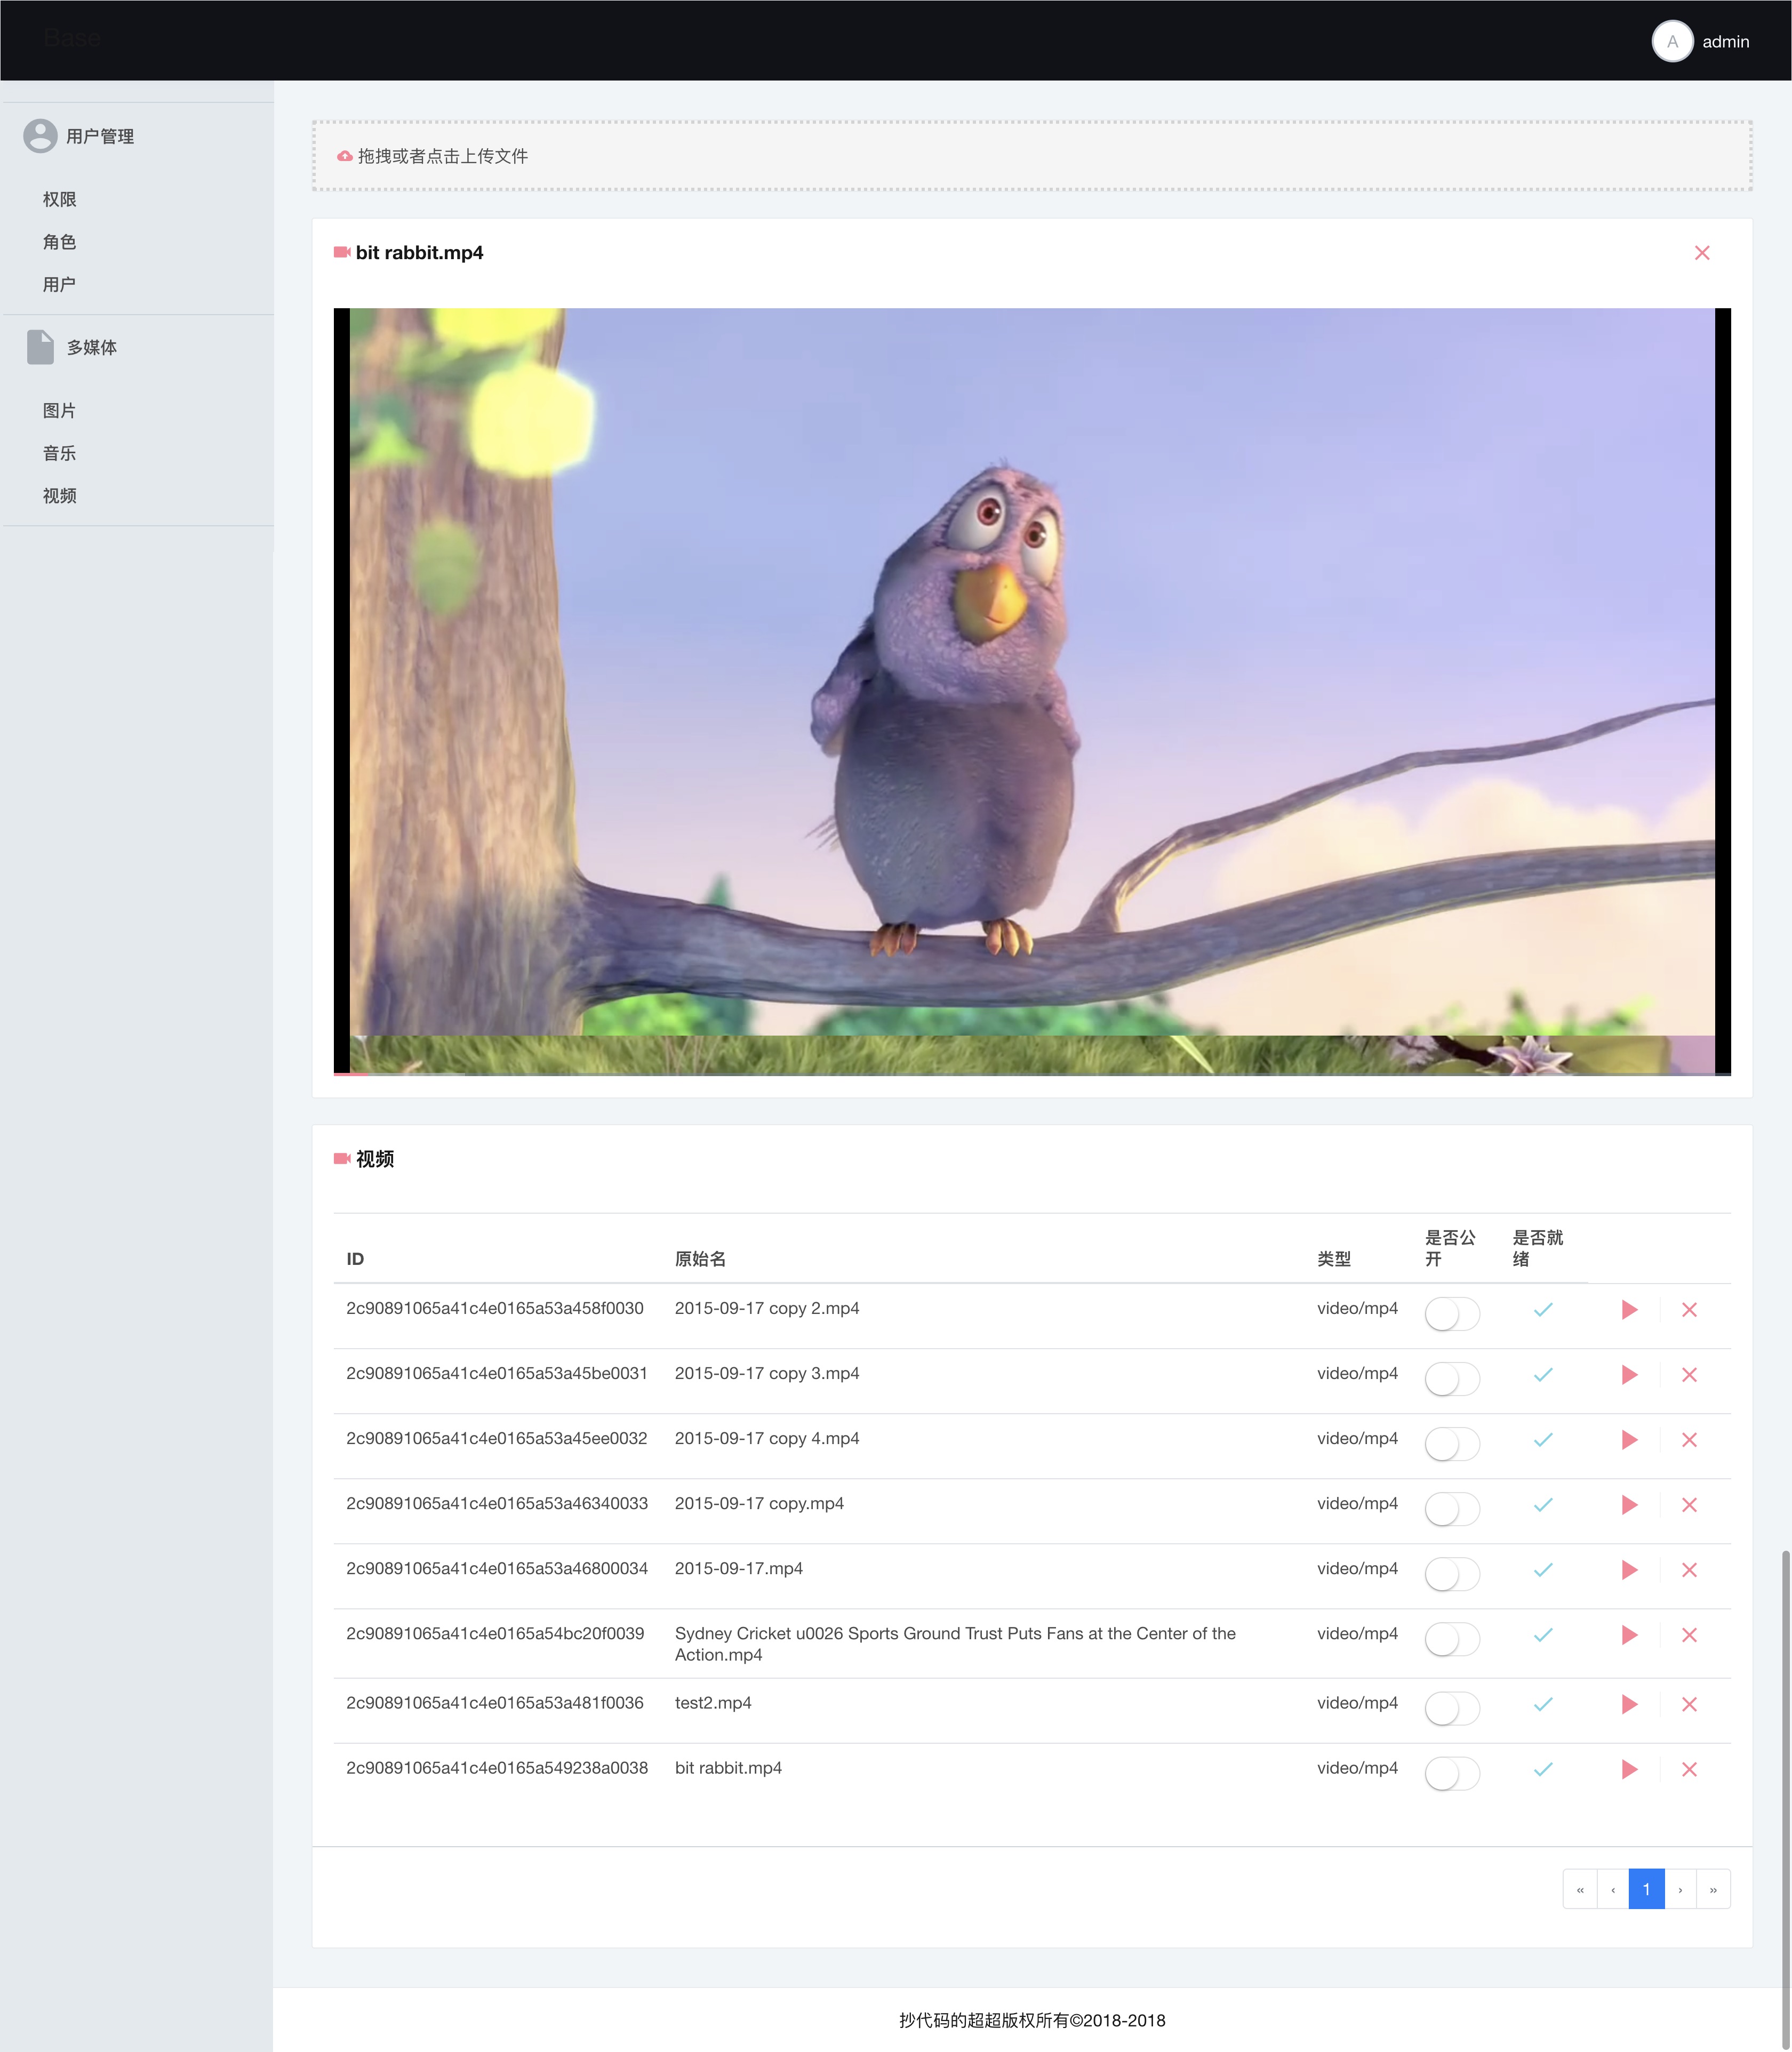 Base
A admin
用户管理
权限
角色
用户
多媒体
图片
音乐
视频
拖拽或者点击上传文件
bit rabbit.mp4
视频
ID 原始名 类型 是否公开 是否就绪
2c90891065a41c4e0165a53a458f0030 2015-09-17 copy 2.mp4 video/mp4
2c90891065a41c4e0165a53a45be0031 2015-09-17 copy 3.mp4 video/mp4
2c90891065a41c4e0165a53a45ee0032 2015-09-17 copy 4.mp4 video/mp4
2c90891065a41c4e0165a53a46340033 2015-09-17 copy.mp4 video/mp4
2c90891065a41c4e0165a53a46800034 2015-09-17.mp4 video/mp4
2c90891065a41c4e0165a54bc20f0039 Sydney Cricket u0026 Sports Ground Trust Puts Fans at the Center of the video/mp4
Action.mp4
2c90891065a41c4e0165a53a481f0036 test2.mp4 video/mp4
2c90891065a41c4e0165a549238a0038 bit rabbit.mp4 video/mp4
« ‹ 1 › »
抄代码的超超版权所有©2018-2018